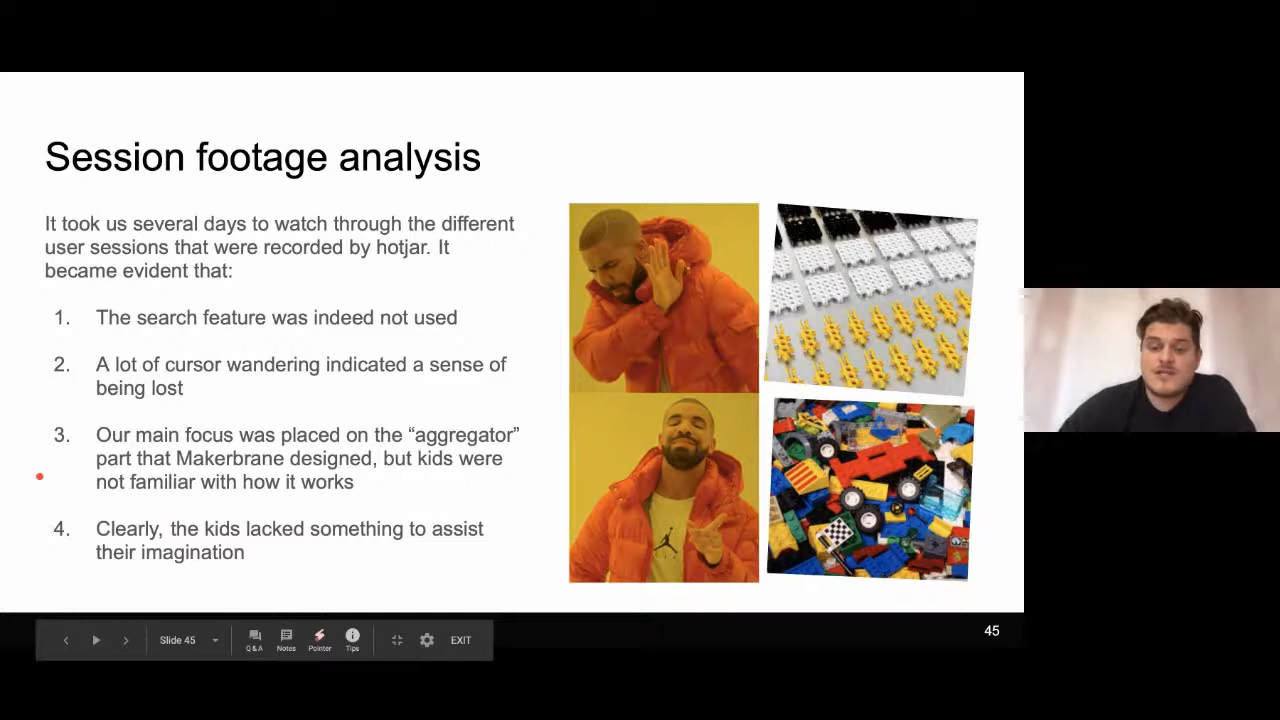 Session footage analysis
It took us several days to watch through the different
user sessions that were recorded by hotjar. It
became evident that:
1. The search feature was indeed not used
2. A lot of cursor wandering indicated a sense of
being lost
3. Our main focus was placed on the “aggregator”
part that Makerbrane designed, but kids were
not familiar with how it works
4. Clearly, the kids lacked something to assist
their imagination
45
Slide 45
Q&A
Notes
Pointer
Tips
EXIT